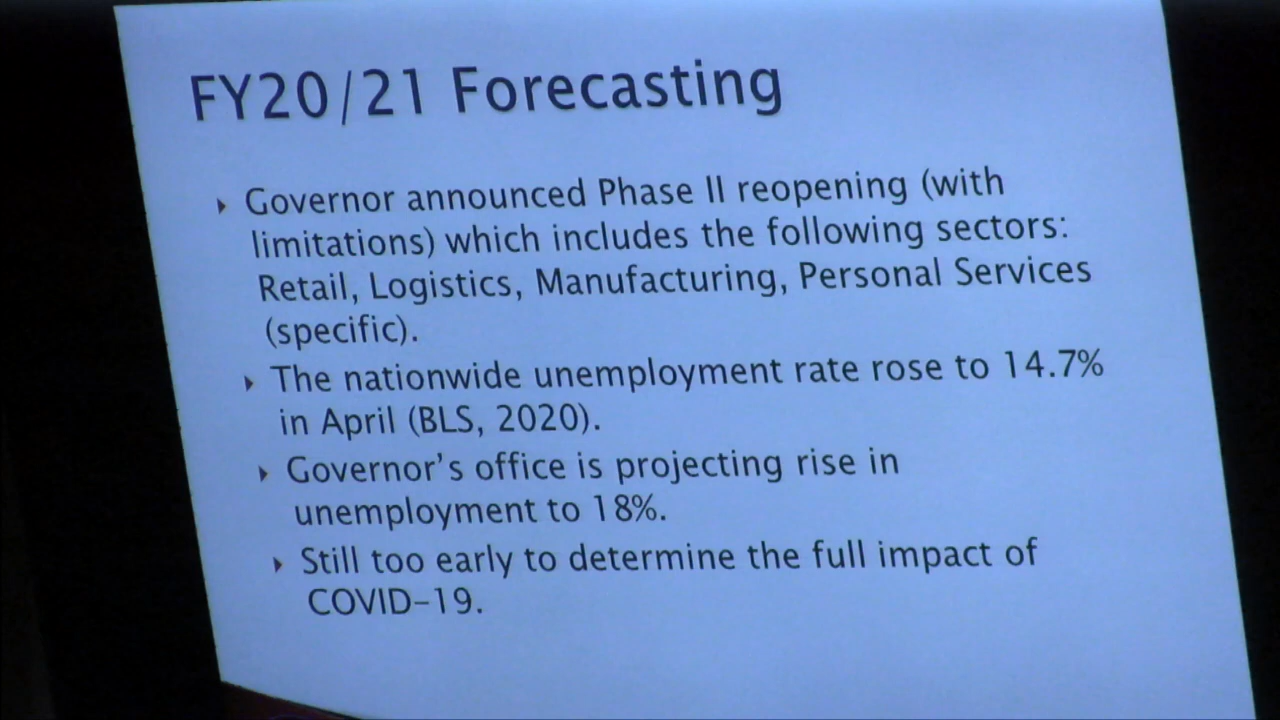 FY20/21 Forecasting
Governor announced Phase II reopening (with
limitations) which includes the following sectors:
Retail, Logistics, Manufacturing, Personal Services
(specific).
The nationwide unemployment rate rose to 14.7%
in April (BLS, 2020).
Governor's office is projecting rise in
unemployment to 18%.
Still too early to determine the full impact of
COVID-19.